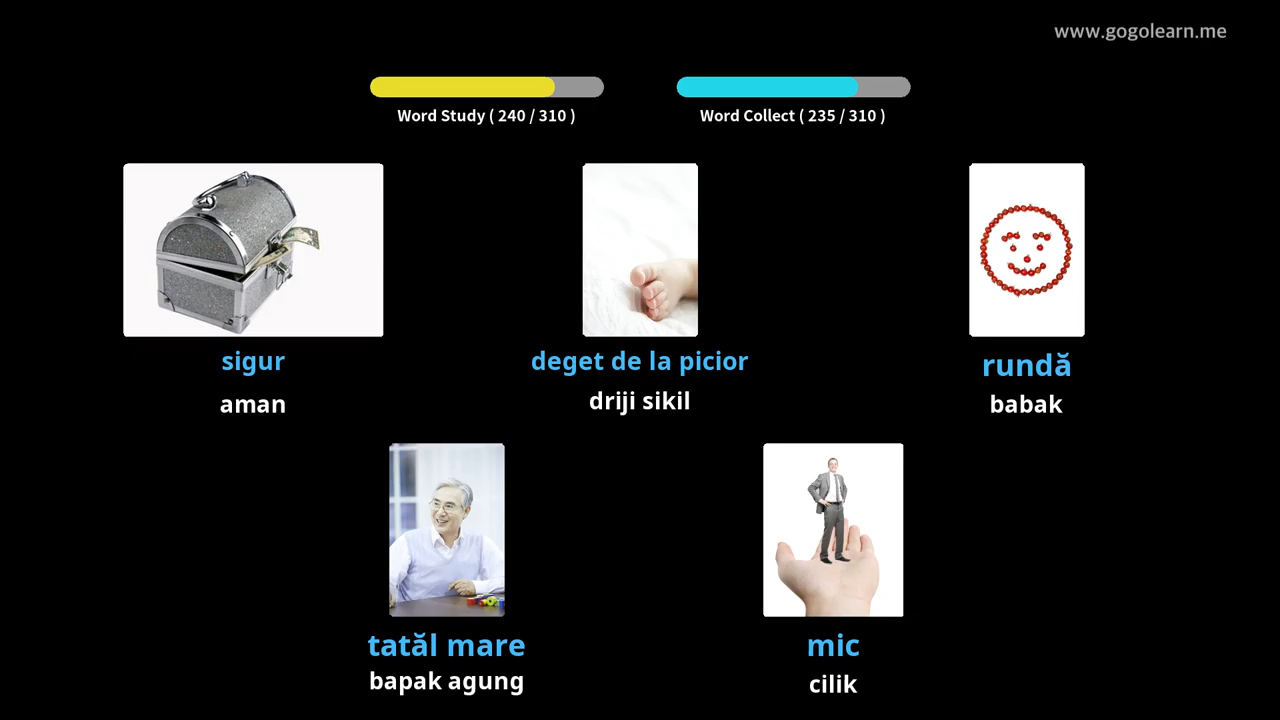 www.gogolearn.me
Word Study ( 240 / 310 )
Word Collect ( 235 / 310 )
sigur
aman
deget de la picior
driji sikil
rundă
babak
tatăl mare
bapak agung
mic
cilik